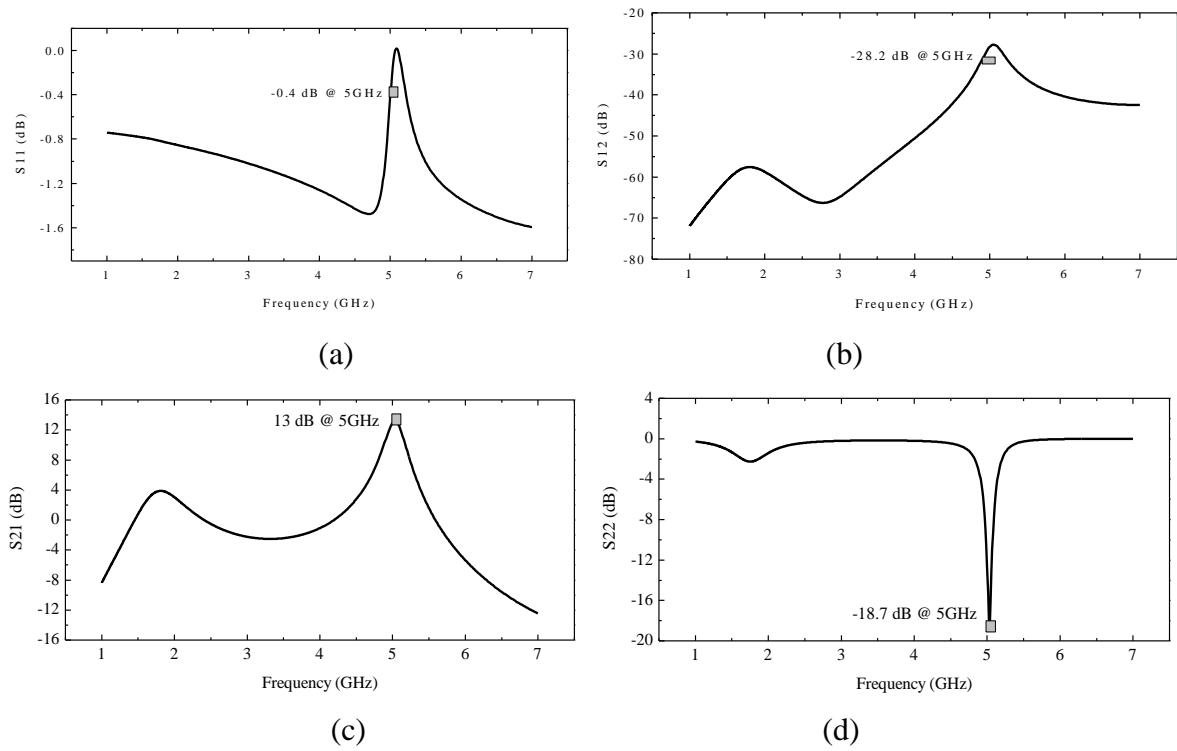 0.0
-0.4
-0.8
-1.2
-1.6
S11 (dB)
-0.4 dB @ 5GHz
1 2 3 4 5 6 7
Frequency (GHz)
(a)
-20
-30
-40
-50
-60
-70
-80
S12 (dB)
-28.2 dB @ 5GHz
1 2 3 4 5 6 7
Frequency (GHz)
(b)
16
12
8
4
0
-4
-8
-12
-16
S21 (dB)
13 dB @ 5GHz
1 2 3 4 5 6 7
Frequency (GHz)
(c)
4
0
-4
-8
-12
-16
-20
S22 (dB)
-18.7 dB @ 5GHz
1 2 3 4 5 6 7
Frequency (GHz)
(d)